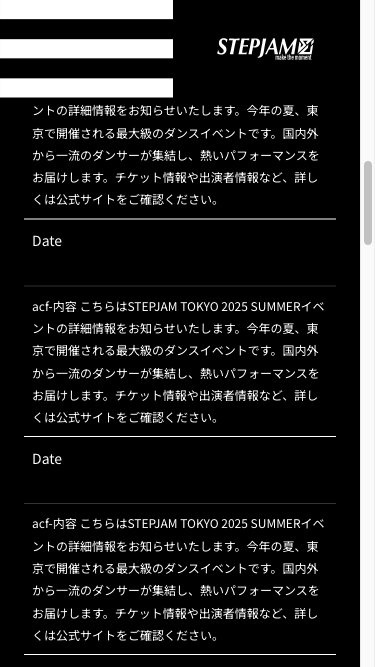 STEPJAM
make the moment
ントの詳細情報をお知らせいたします。今年の夏、東
京で開催される最大級のダンスイベントです。国内外
から一流のダンサーが集結し、熱いパフォーマンスを
お届けします。チケット情報や出演者情報など、詳し
くは公式サイトをご確認ください。
Date
acf-内容 こちらはSTEPJAM TOKYO 2025 SUMMERイベ
ントの詳細情報をお知らせいたします。今年の夏、東
京で開催される最大級のダンスイベントです。国内外
から一流のダンサーが集結し、熱いパフォーマンスを
お届けします。チケット情報や出演者情報など、詳し
くは公式サイトをご確認ください。
Date
acf-内容 こちらはSTEPJAM TOKYO 2025 SUMMERイベ
ントの詳細情報をお知らせいたします。今年の夏、東
京で開催される最大級のダンスイベントです。国内外
から一流のダンサーが集結し、熱いパフォーマンスを
お届けします。チケット情報や出演者情報など、詳し
くは公式サイトをご確認ください。